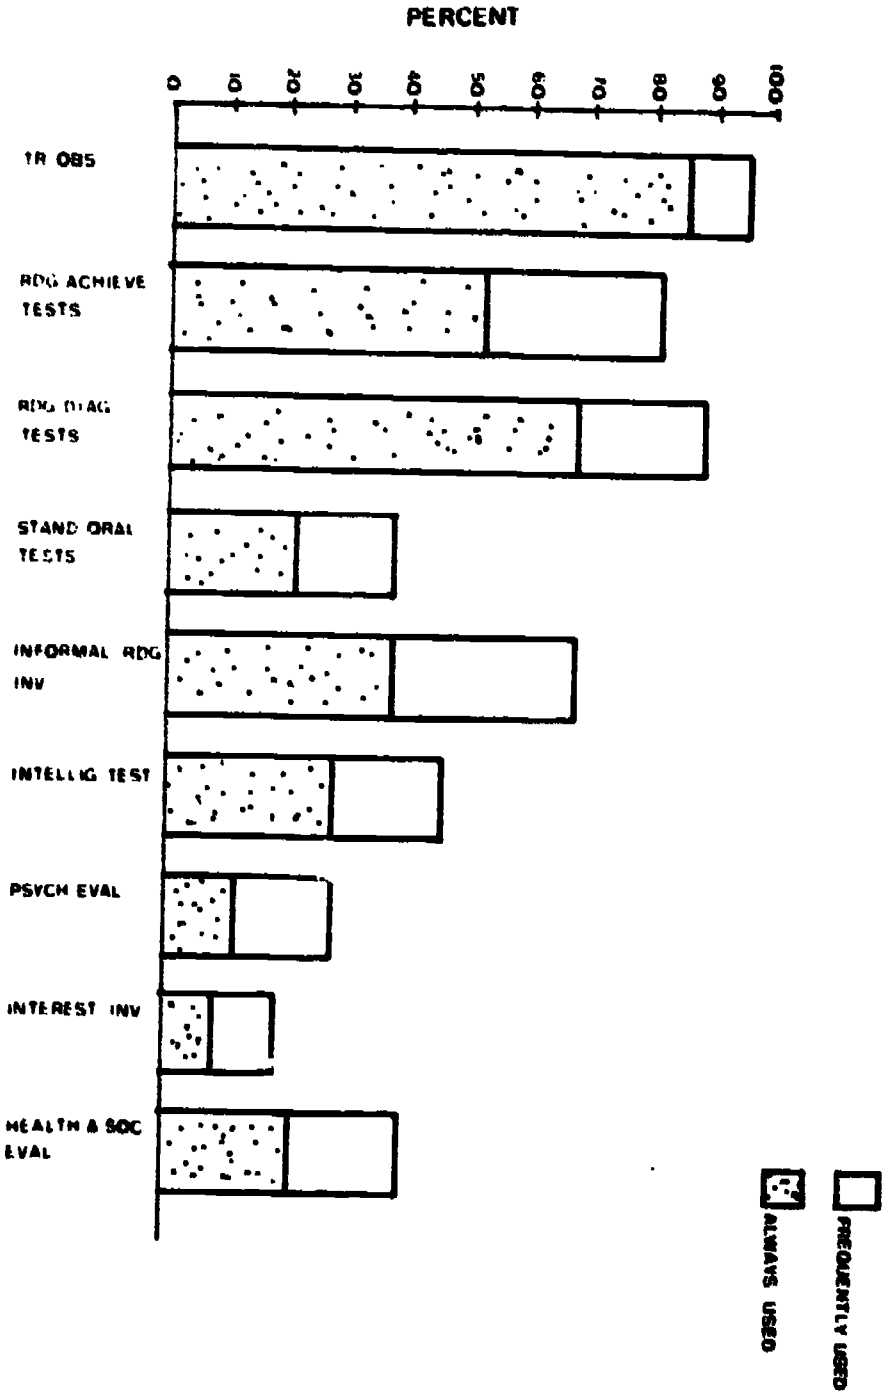 PERCENT
0 10 20 30 40 50 60 70 80 90 100
TR OBS
RDG ACHIEVE
TESTS
RDG DIAG
TESTS
STAND ORAL
TESTS
INFORMAL RDG
INV
INTELLIG TEST
PSYCH EVAL
INTEREST INV
HEALTH & SOC
EVAL
FREQUENTLY USED
ALWAYS USED